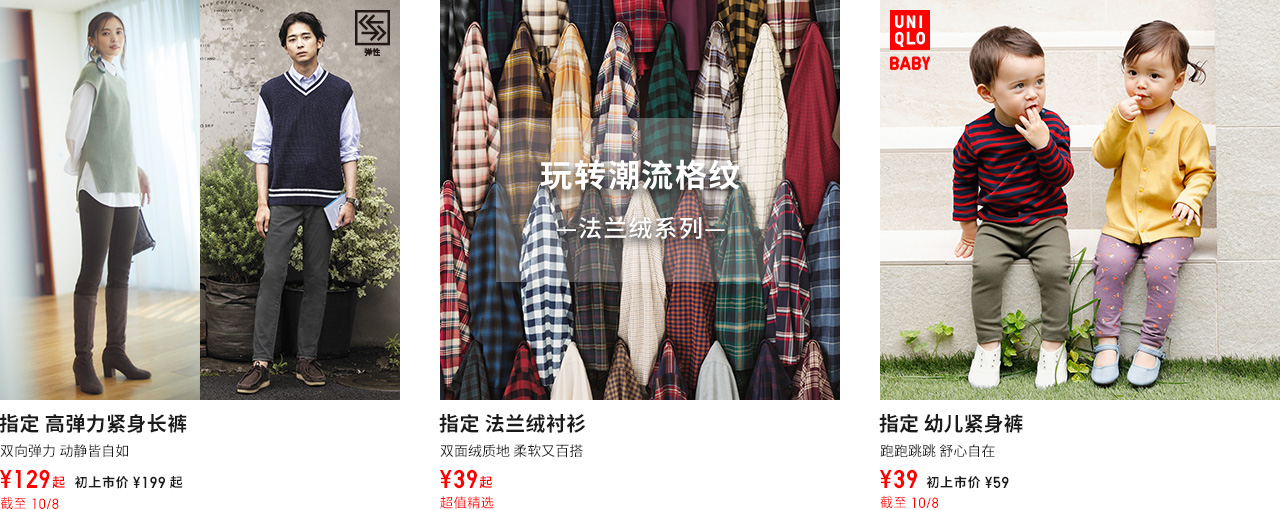 弹性
指定 高弹力紧身长裤
双向弹力 动静皆自如
¥129起 初上市价 ¥199 起
截至 10/8
玩转潮流格纹
—法兰绒系列—
指定 法兰绒衬衫
双面绒质地 柔软又百搭
¥39起
超值精选
UNI
QLO
BABY
指定 幼儿紧身裤
跑跑跳跳 舒心自在
¥39 初上市价 ¥59
截至 10/8